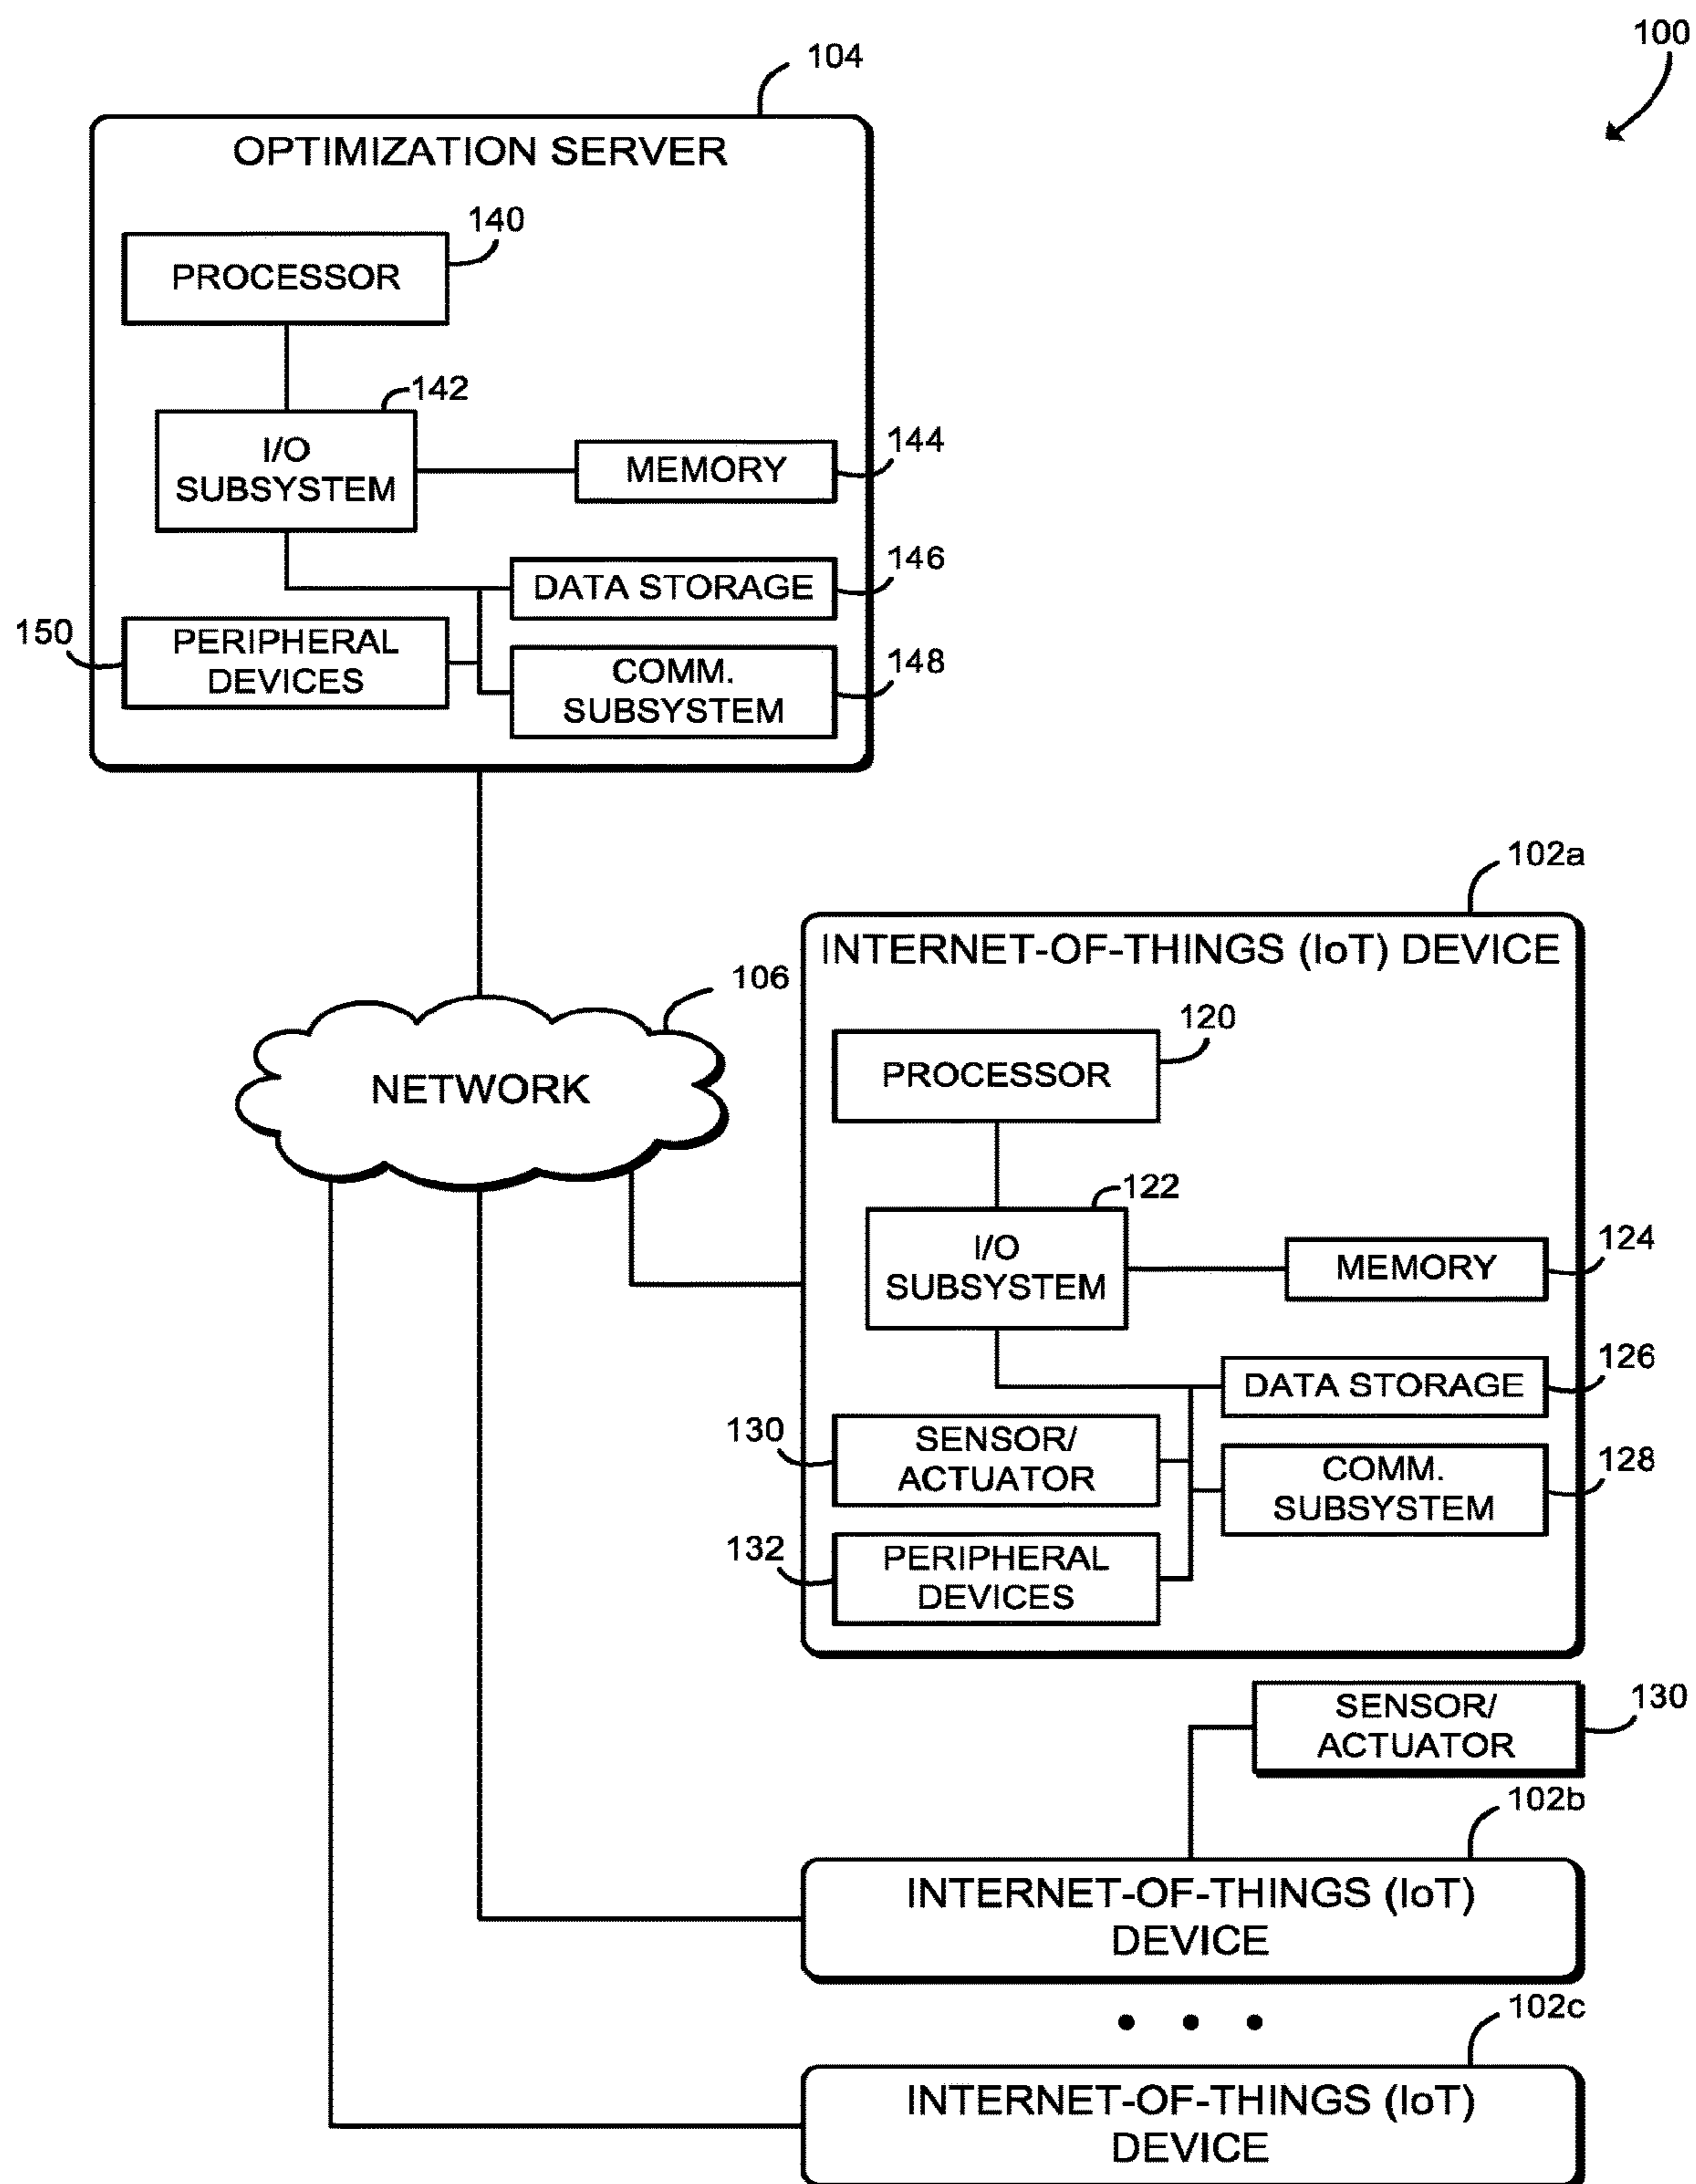 100
104
OPTIMIZATION SERVER
140
PROCESSOR
142
I/O
SUBSYSTEM
144
MEMORY
146
DATA STORAGE
150
PERIPHERAL
DEVICES
148
COMM.
SUBSYSTEM
102a
INTERNET-OF-THINGS (IoT) DEVICE
106
NETWORK
120
PROCESSOR
122
I/O
SUBSYSTEM
124
MEMORY
126
DATA STORAGE
130
SENSOR/
ACTUATOR
128
COMM.
SUBSYSTEM
132
PERIPHERAL
DEVICES
130
SENSOR/
ACTUATOR
102b
INTERNET-OF-THINGS (IoT)
DEVICE
102c
INTERNET-OF-THINGS (IoT)
DEVICE